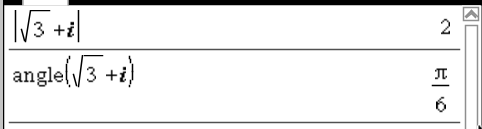 |√3 + i| 2
angle(√3 + i) π/6